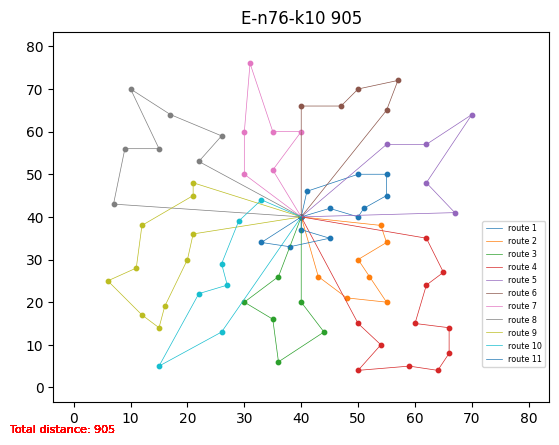 E-n76-k10 905
80
70
60
50
40
30
20
10
0
route 1
route 2
route 3
route 4
route 5
route 6
route 7
route 8
route 9
route 10
route 11
0 10 20 30 40 50 60 70 80
Total distance: 905